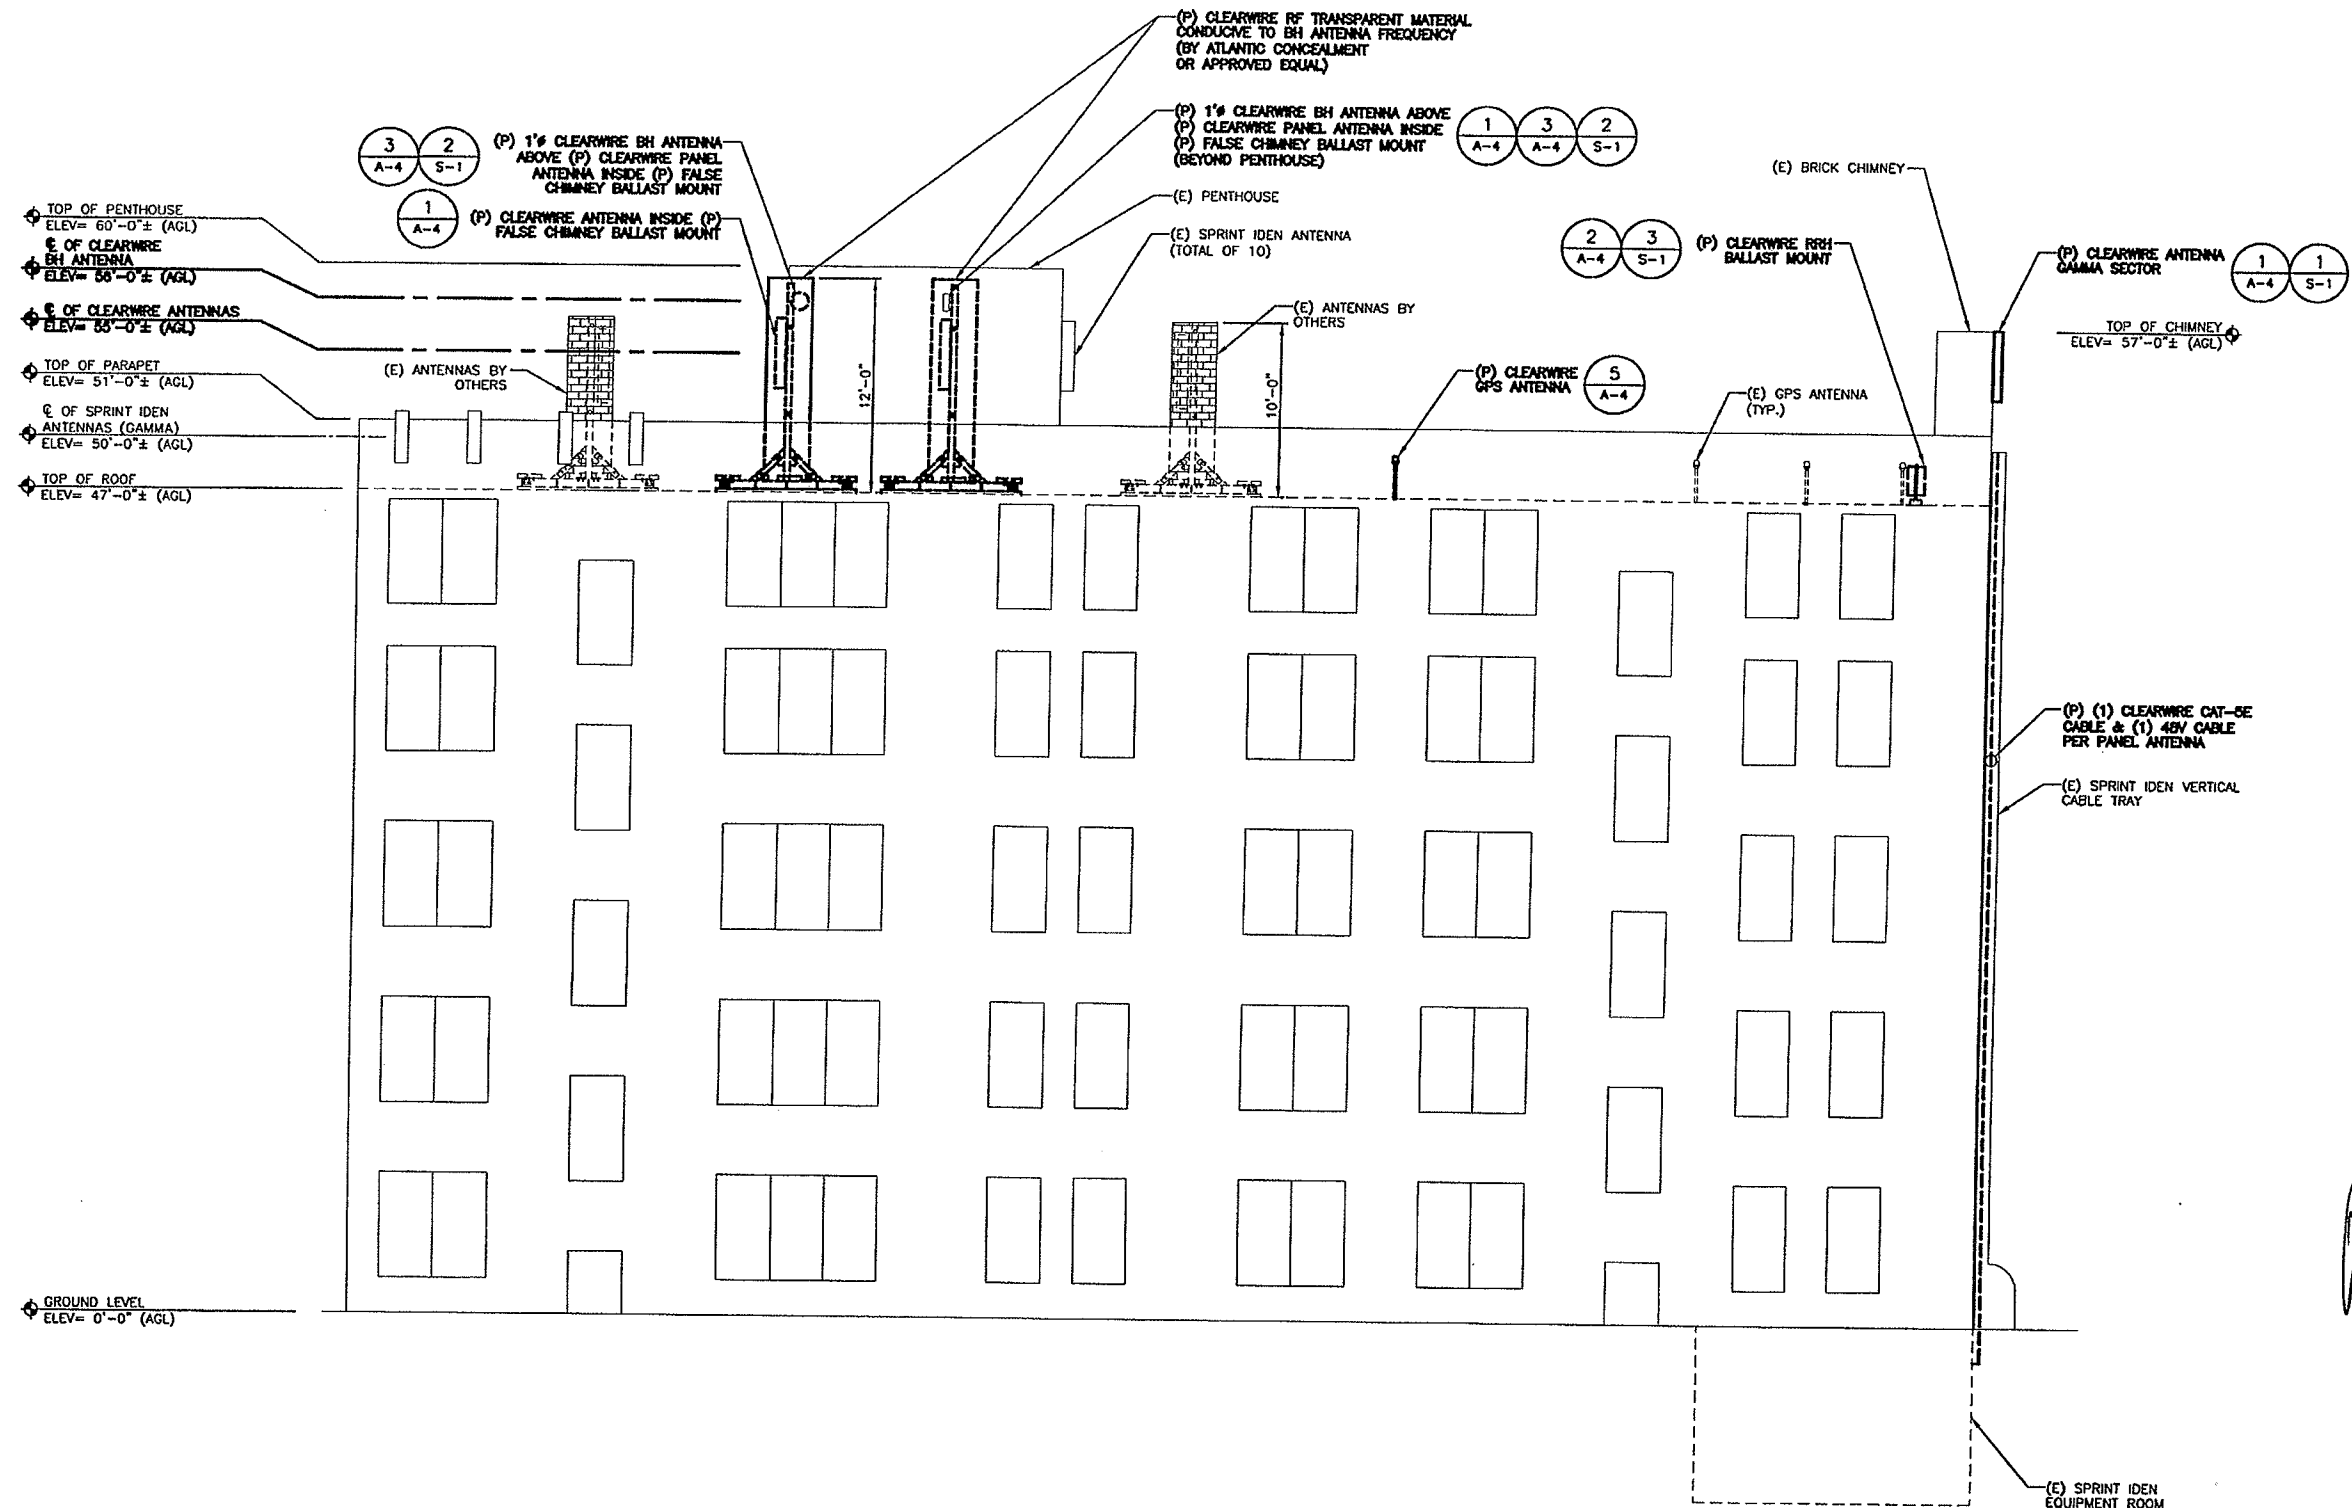 (P) CLEARWIRE RF TRANSPARENT MATERIAL
CONDUCIVE TO BH ANTENNA FREQUENCY
(BY ATLANTIC CONCEALMENT
OR APPROVED EQUAL)
(P) 1'ø CLEARWIRE BH ANTENNA ABOVE
(P) CLEARWIRE PANEL ANTENNA INSIDE
(P) FALSE CHIMNEY BALLAST MOUNT
(BEYOND PENTHOUSE)
1
A-4
3
A-4
2
S-1
3
A-4
2
S-1
(P) 1'ø CLEARWIRE BH ANTENNA
ABOVE (P) CLEARWIRE PANEL
ANTENNA INSIDE (P) FALSE
CHIMNEY BALLAST MOUNT
1
A-4
(P) CLEARWIRE ANTENNA INSIDE (P)
FALSE CHIMNEY BALLAST MOUNT
(E) PENTHOUSE
(E) SPRINT IDEN ANTENNA
(TOTAL OF 10)
(E) BRICK CHIMNEY
2
A-4
3
S-1
(P) CLEARWIRE RRH
BALLAST MOUNT
(P) CLEARWIRE ANTENNA
GAMMA SECTOR
1
A-4
1
S-1
TOP OF PENTHOUSE
ELEV= 60'-0"± (AGL)
℄ OF CLEARWIRE
BH ANTENNA
ELEV= 58'-0"± (AGL)
℄ OF CLEARWIRE ANTENNAS
ELEV= 55'-0"± (AGL)
TOP OF PARAPET
ELEV= 51'-0"± (AGL)
℄ OF SPRINT IDEN
ANTENNAS (GAMMA)
ELEV= 50'-0"± (AGL)
TOP OF ROOF
ELEV= 47'-0"± (AGL)
(E) ANTENNAS BY
OTHERS
12'-0"
(E) ANTENNAS BY
OTHERS
10'-0"
(P) CLEARWIRE
GPS ANTENNA
5
A-4
(E) GPS ANTENNA
(TYP.)
TOP OF CHIMNEY
ELEV= 57'-0"± (AGL)
(P) (1) CLEARWIRE CAT-5E
CABLE & (1) 48V CABLE
PER PANEL ANTENNA
(E) SPRINT IDEN VERTICAL
CABLE TRAY
GROUND LEVEL
ELEV= 0'-0" (AGL)
(E) SPRINT IDEN
EQUIPMENT ROOM